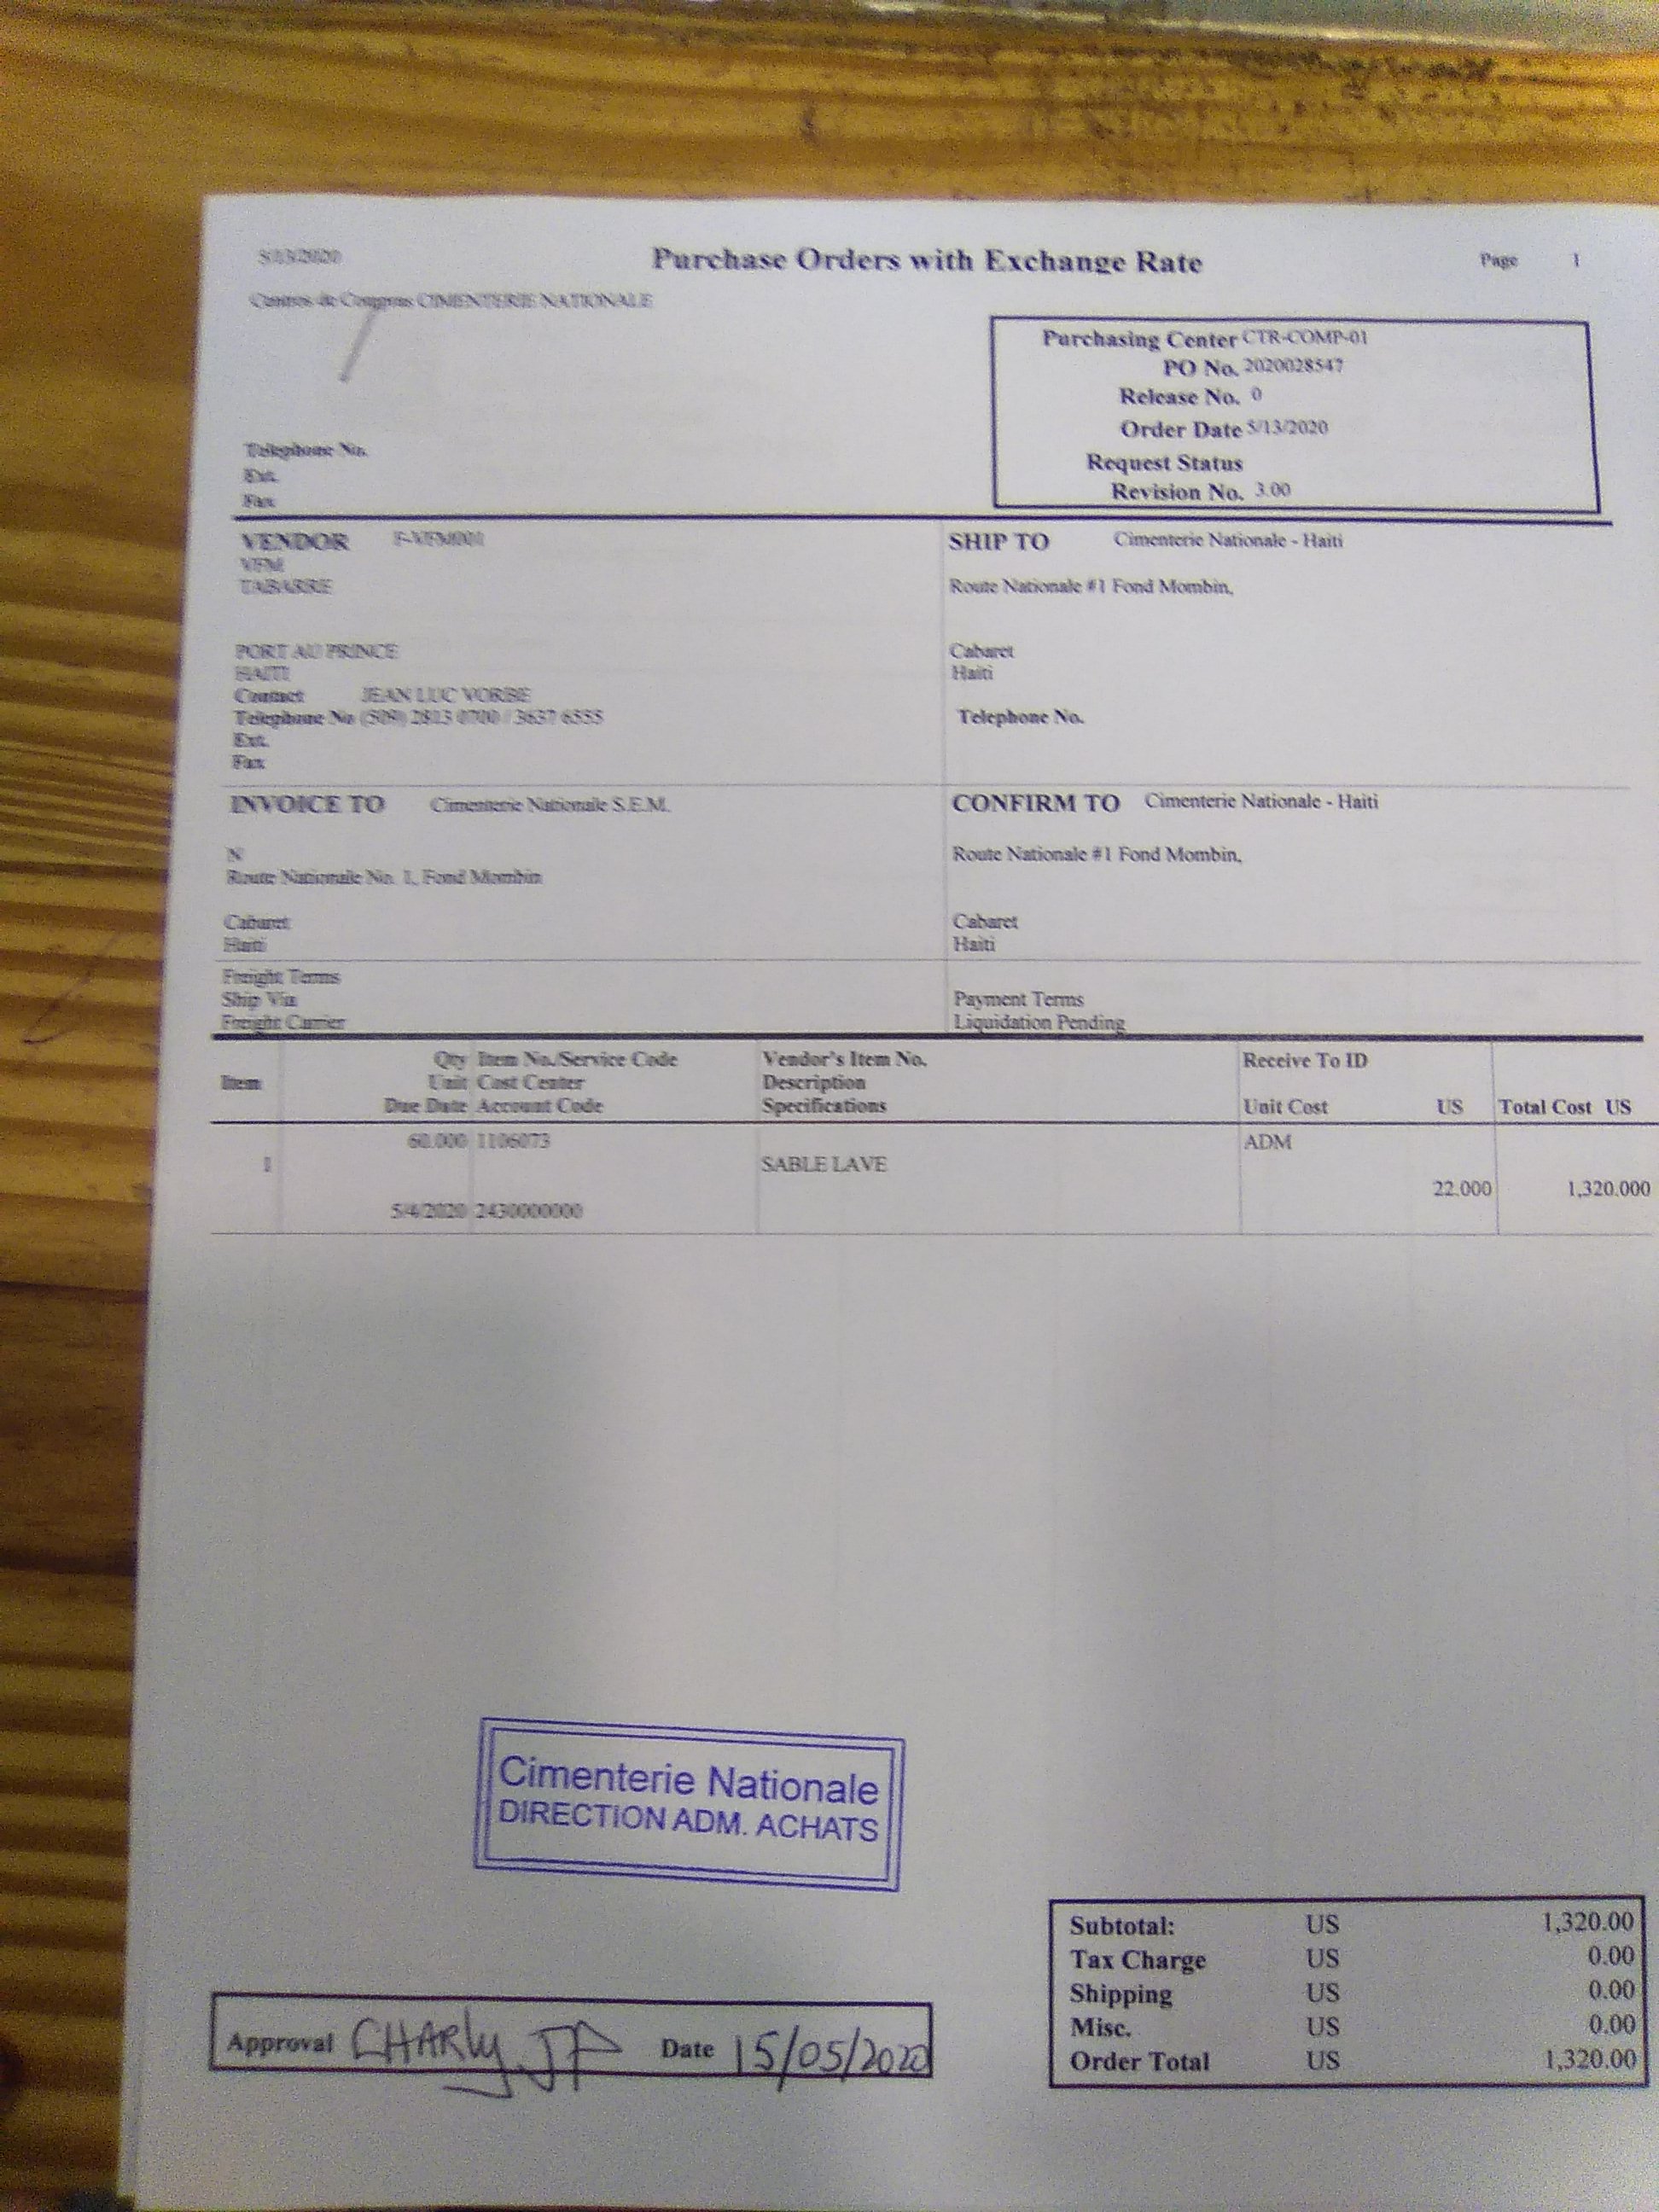 5/13/2020 Purchase Orders with Exchange Rate Page 1
Centros de Compras CIMENTERIE NATIONALE
Purchasing Center CTR-COMP-01
PO No. 2020028547
Release No. 0
Order Date 5/13/2020
Request Status
Revision No. 3.00
Telephone No.
Ext.
Fax
VENDOR F-VFM001
VFM
TABARRE
PORT AU PRINCE
HAITI
Contact JEAN LUC VORBE
Telephone No (509) 2813 0700 / 3637 6555
Ext.
Fax
SHIP TO Cimenterie Nationale - Haiti
Route Nationale #1 Fond Mombin,
Cabaret
Haiti
Telephone No.
INVOICE TO Cimenterie Nationale S.E.M.
N
Route Nationale No. 1, Fond Mombin
Cabaret
Haiti
CONFIRM TO Cimenterie Nationale - Haiti
Route Nationale #1 Fond Mombin,
Cabaret
Haiti
Freight Terms
Ship Via
Freight Carrier
Payment Terms
Liquidation Pending
Qty Item No./Service Code Vendor's Item No. Receive To ID
Item Unit Cost Center Description
Due Date Account Code Specifications Unit Cost US Total Cost US
60.000 1106073 ADM
1 SABLE LAVE
22.000 1,320.000
5/4/2020 2430000000
Cimenterie Nationale
DIRECTION ADM. ACHATS
Subtotal: US 1,320.00
Tax Charge US 0.00
Shipping US 0.00
Misc. US 0.00
Order Total US 1,320.00
Approval CHARLY JP Date 15/05/2020